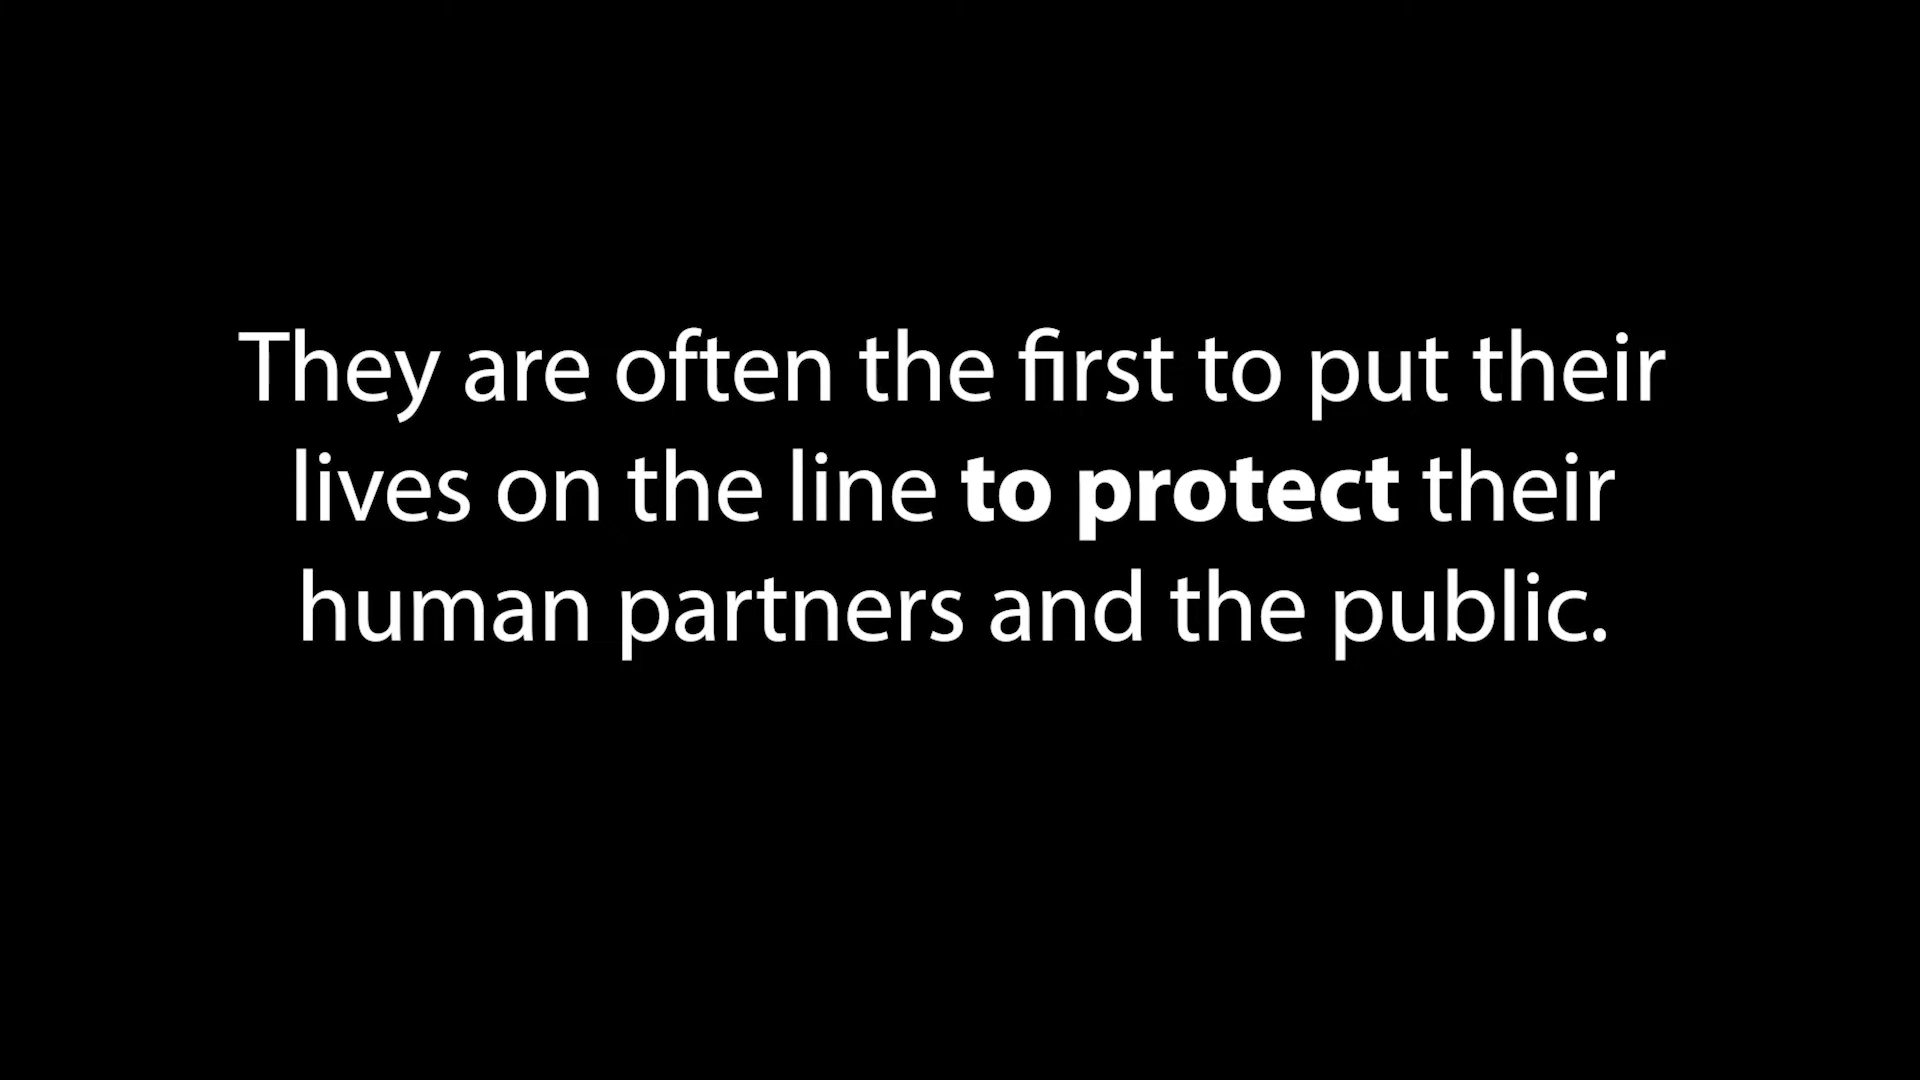 They are often the first to put their
lives on the line to protect their
human partners and the public.